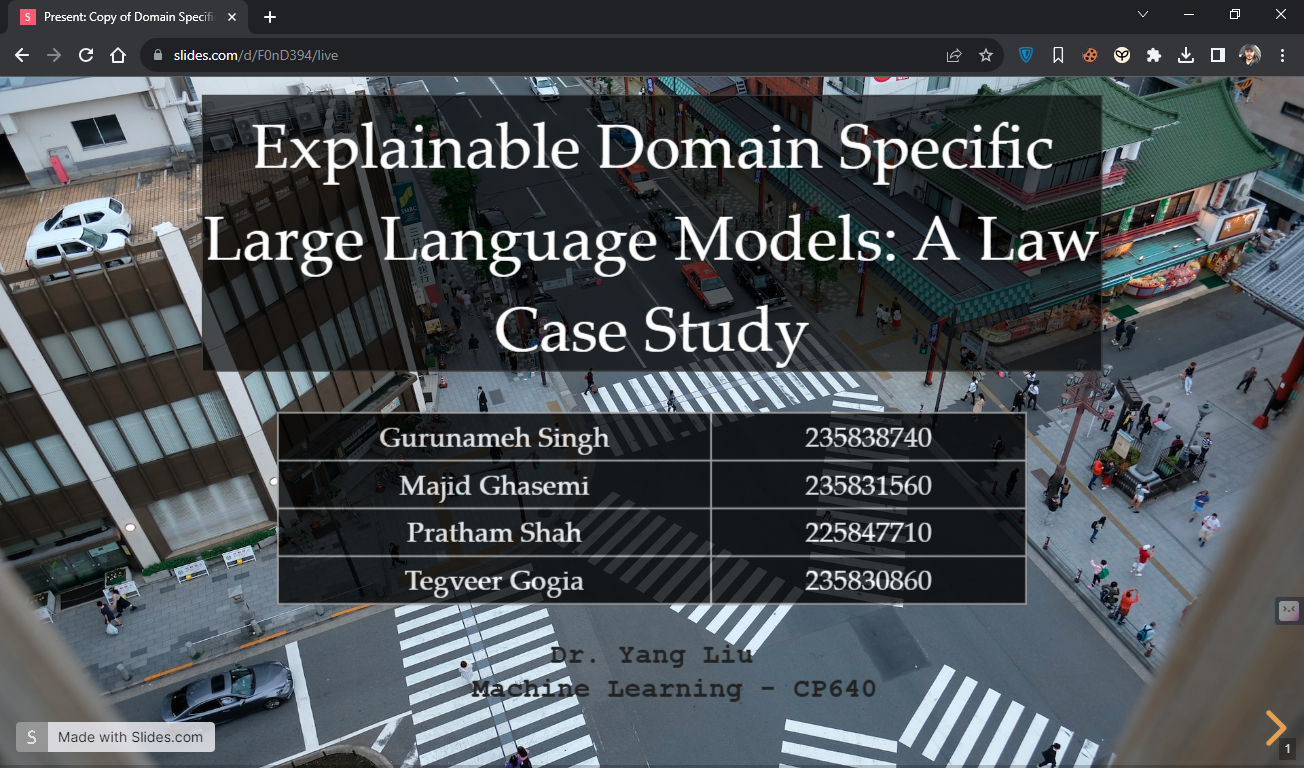 S Present: Copy of Domain Specifi
slides.com/d/F0nD394/live
Explainable Domain Specific
Large Language Models: A Law
Case Study
Gurunameh Singh 235838740
Majid Ghasemi 235831560
Pratham Shah 225847710
Tegveer Gogia 235830860
Dr. Yang Liu
Machine Learning - CP640
S Made with Slides.com
1